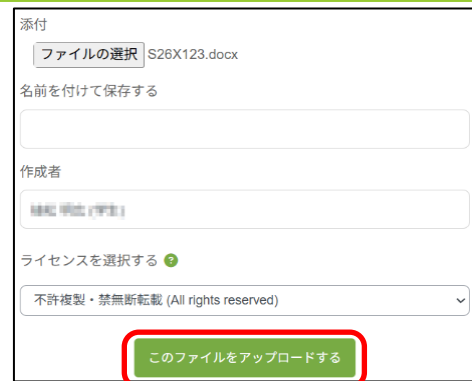 添付
ファイルの選択 S26X123.docx
名前を付けて保存する
作成者
ライセンスを選択する
不許複製・禁無断転載 (All rights reserved)
このファイルをアップロードする